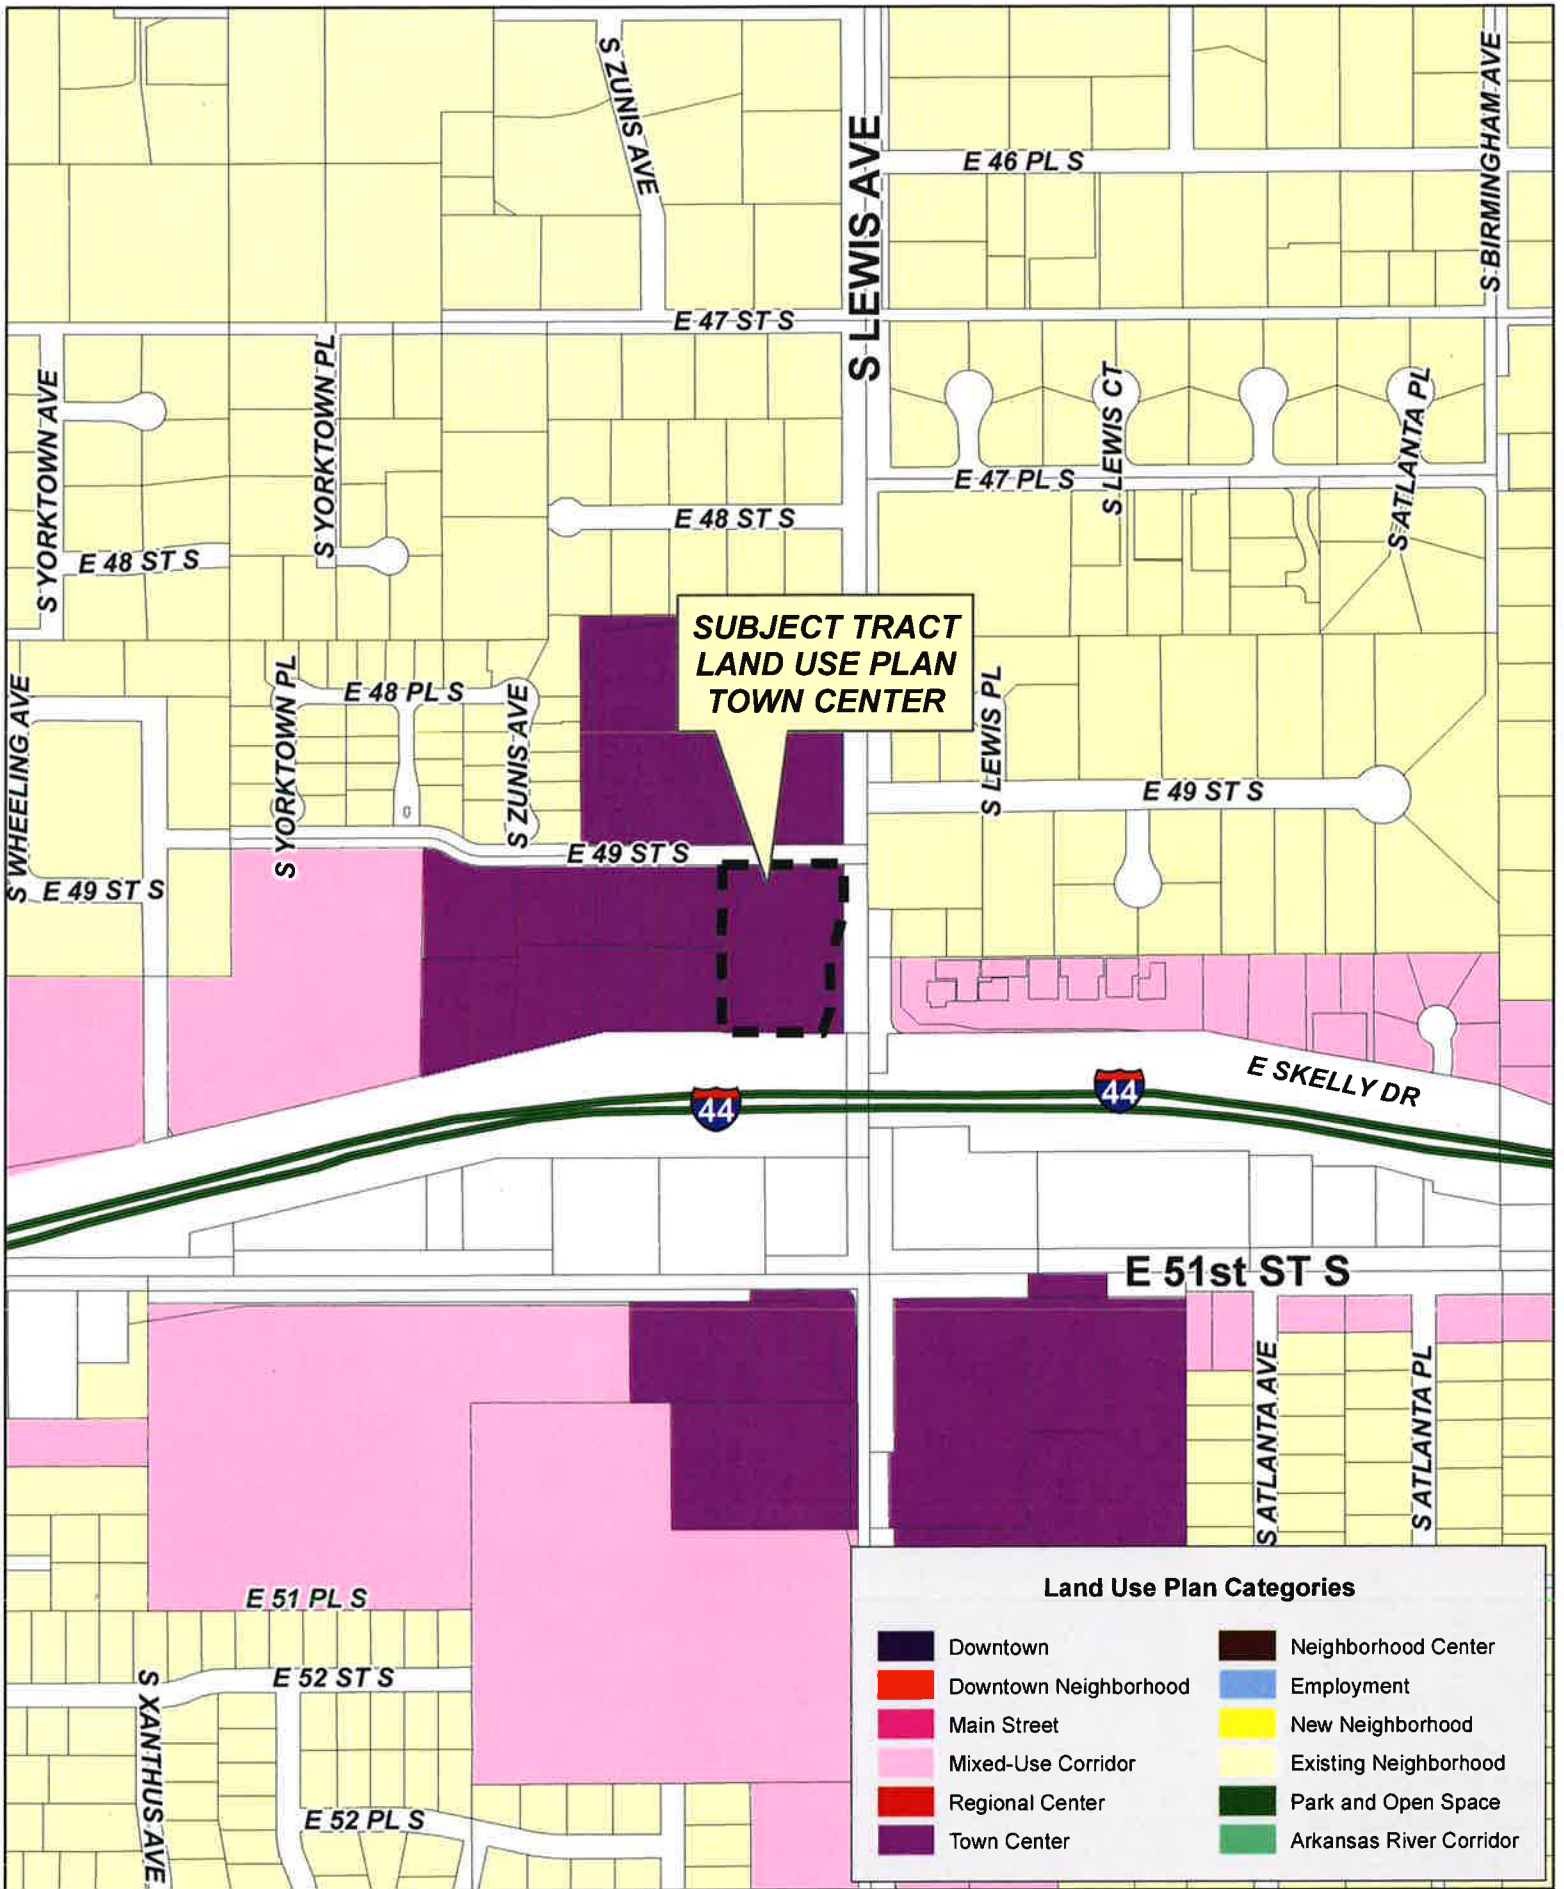 S ZUNIS AVE
S LEWIS AVE
E 46 PL S
S BIRMINGHAM AVE
E 47 ST S
S YORKTOWN AVE
S YORKTOWN PL
S LEWIS CT
S ATLANTA PL
E 47 PL S
E 48 ST S
E 48 ST S
SUBJECT TRACT
LAND USE PLAN
TOWN CENTER
S WHEELING AVE
S YORKTOWN PL
E 48 PL S
S ZUNIS AVE
S LEWIS PL
E 49 ST S
E 49 ST S
E 49 ST S
E SKELLY DR
44
44
E 51st ST S
S ATLANTA AVE
S ATLANTA PL
E 51 PL S
E 52 ST S
S XANTHUS AVE
E 52 PL S
Land Use Plan Categories
Downtown
Downtown Neighborhood
Main Street
Mixed-Use Corridor
Regional Center
Town Center
Neighborhood Center
Employment
New Neighborhood
Existing Neighborhood
Park and Open Space
Arkansas River Corridor